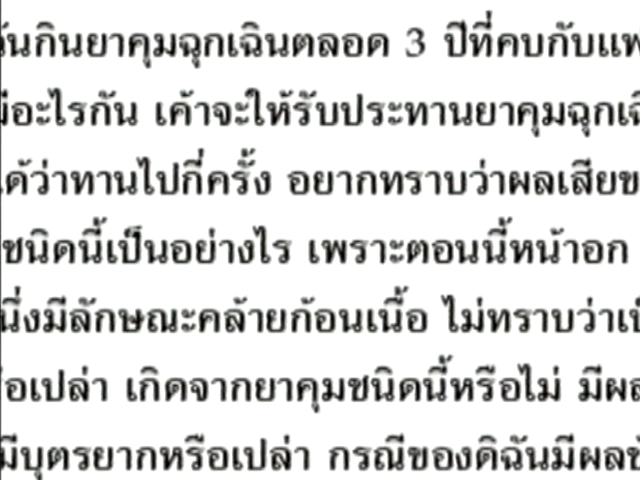 ฉันกินยาคุมฉุกเฉินตลอด 3 ปีที่คบกับแฟ
มีอะไรกัน เค้าจะให้รับประทานยาคุมฉุกเฉิ
ได้ว่าทานไปกี่ครั้ง อยากทราบว่าผลเสียข
ชนิดนี้เป็นอย่างไร เพราะตอนนี้หน้าอก
นึ่งมีลักษณะคล้ายก้อนเนื้อ ไม่ทราบว่าเป็
อเปล่า เกิดจากยาคุมชนิดนี้หรือไม่ มีผล
มีบุตรยากหรือเปล่า กรณีของดิฉันมีผลข้